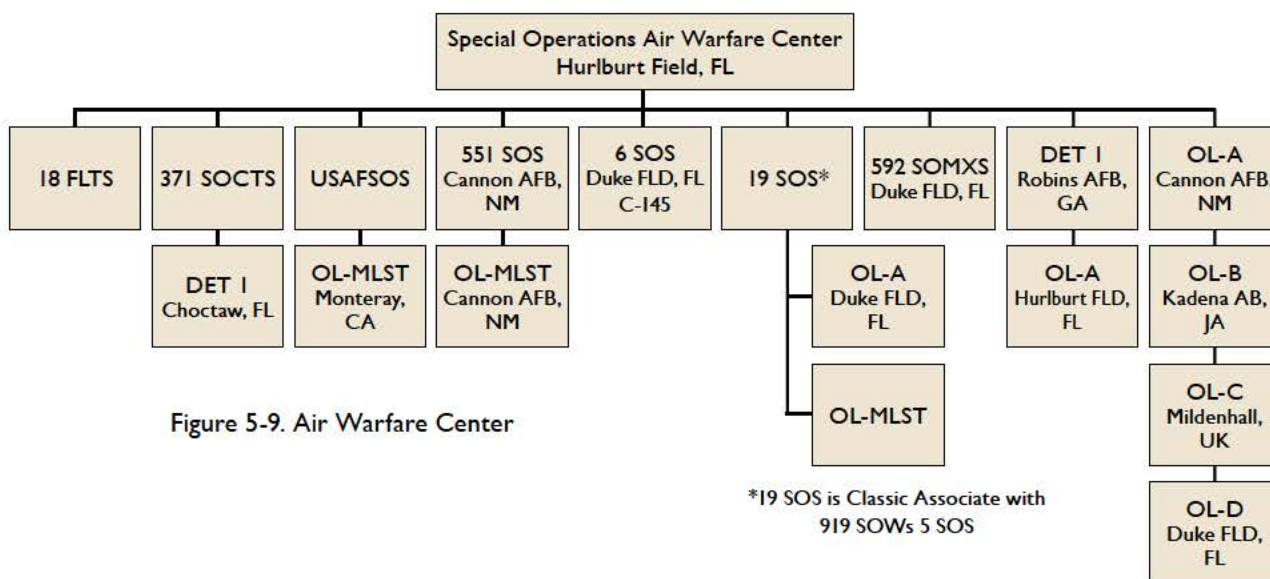 Special Operations Air Warfare Center
Hurlburt Field, FL
18 FLTS
371 SOCTS
USAFSOS
551 SOS
Cannon AFB,
NM
6 SOS
Duke FLD, FL
C-145
19 SOS*
592 SOMXS
Duke FLD, FL
DET 1
Robins AFB,
GA
OL-A
Cannon AFB,
NM
DET 1
Choctaw, FL
OL-MLST
Monteray,
CA
OL-MLST
Cannon AFB,
NM
OL-A
Duke FLD,
FL
OL-A
Hurlburt FLD,
FL
OL-B
Kadena AB,
JA
OL-MLST
OL-C
Mildenhall,
UK
Figure 5-9. Air Warfare Center
*19 SOS is Classic Associate with
919 SOWs 5 SOS
OL-D
Duke FLD,
FL